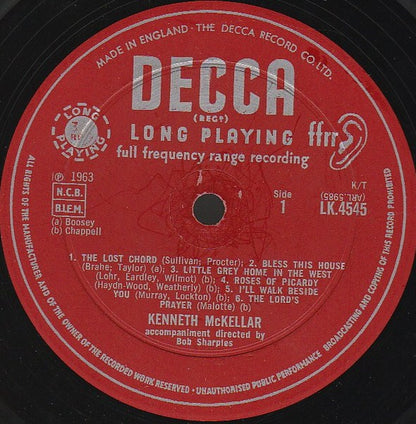 MADE IN ENGLAND · THE DECCA RECORD CO. LTD.
DECCA
(REGD)
LONG PLAYING
ffrr
full frequency range recording
LONG
PLAYING
℗ 1963
N.C.B.
B.I.E.M.
(a) Boosey
(b) Chappell
Side
1
K/T
(ARL.5985)
LK.4545
1. THE LOST CHORD (Sullivan; Procter); 2. BLESS THIS HOUSE
(Brahe; Taylor) (a) 3. LITTLE GREY HOME IN THE WEST
(Lohr, Eardley, Wilmot) (b) 4. ROSES OF PICARDY
(Haydn-Wood, Weatherly) (b) 5. I'LL WALK BESIDE
YOU (Murray, Lockton) (b) 6. THE LORD'S
PRAYER (Malotte) (b)
KENNETH McKELLAR
accompaniment directed by
Bob Sharples
ALL RIGHTS OF THE MANUFACTURER AND OF THE OWNER OF THE RECORDED WORK RESERVED · UNAUTHORISED PUBLIC PERFORMANCE BROADCASTING AND COPYING OF THIS RECORD PROHIBITED